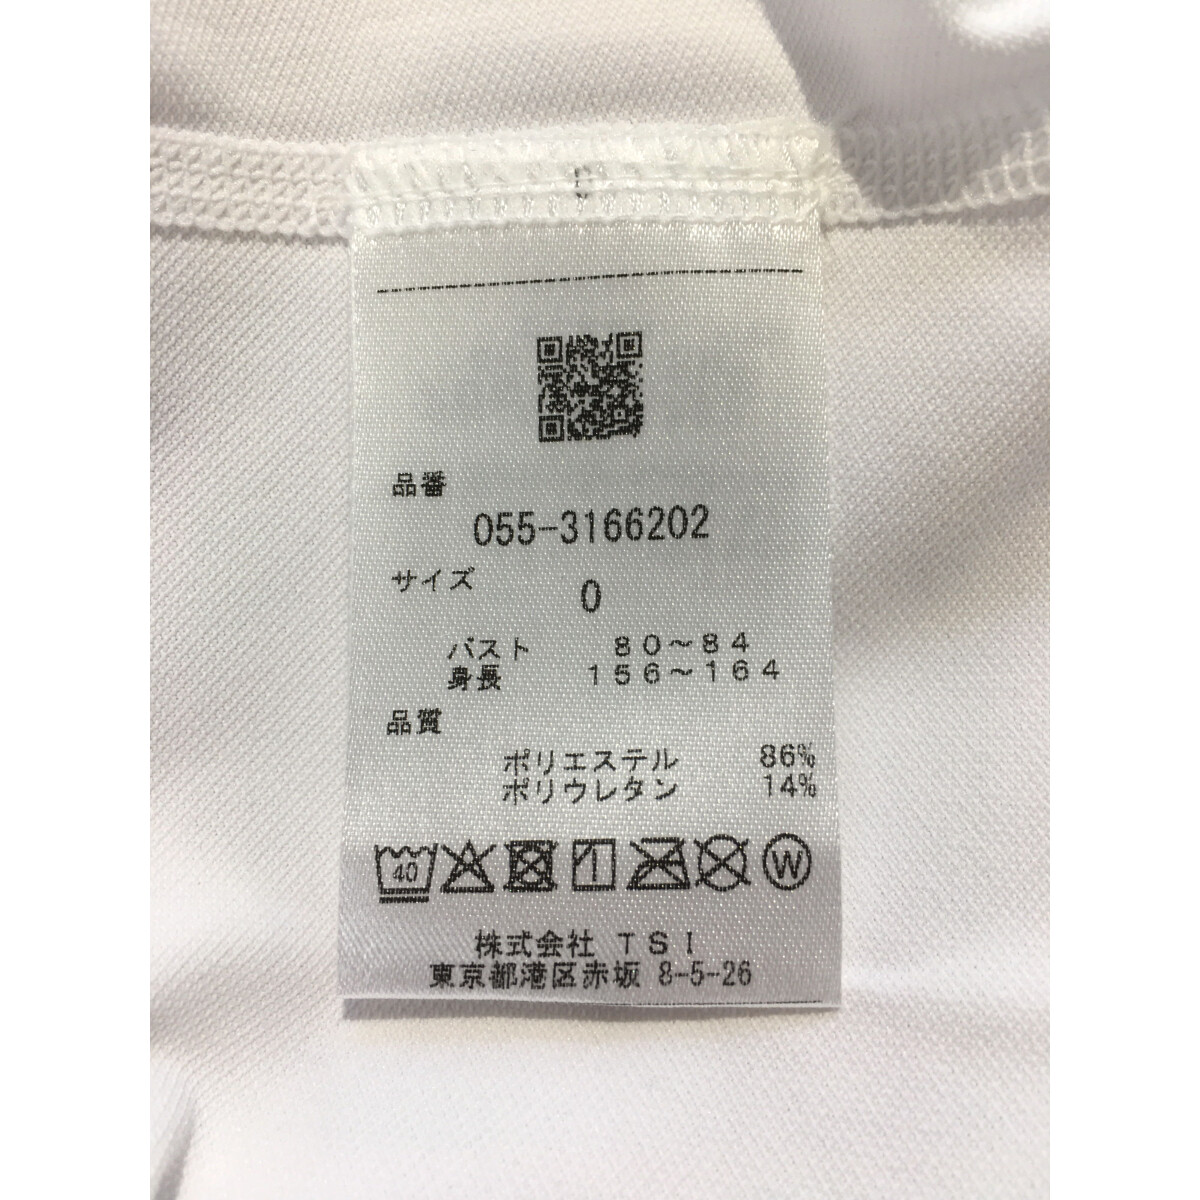 品番
055-3166202
サイズ 0
バスト 80～84
身長 156～164
品質
ポリエステル 86%
ポリウレタン 14%
40 1 W
株式会社 TSI
東京都港区赤坂 8-5-26